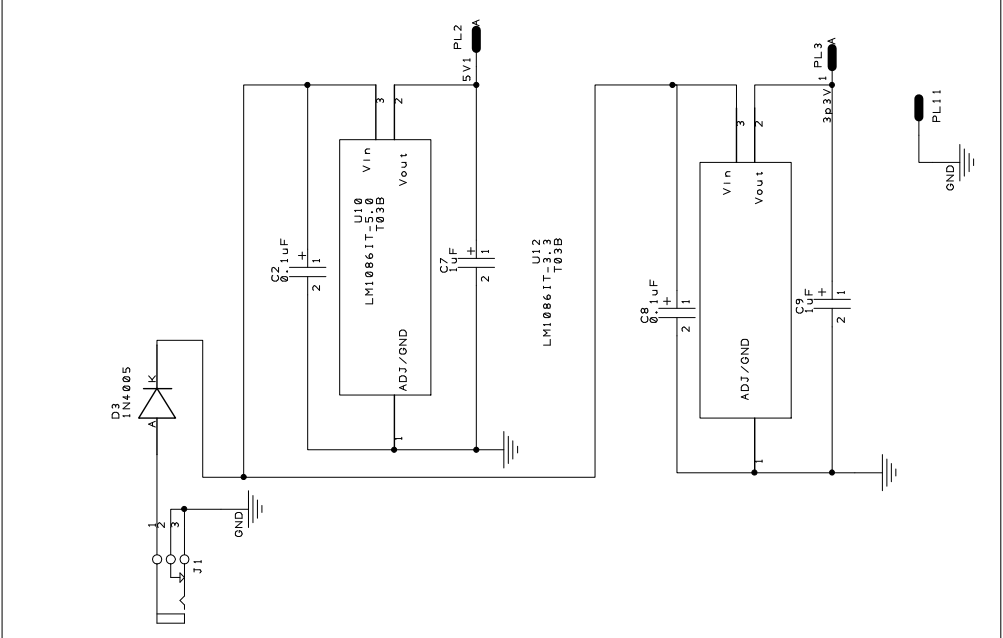 PL2
A
5V1
3
2
Vin
Vout
U10
LM1086IT-5.0
T03B
ADJ/GND
1
C2
0.1uF
+
1
2
C7
1uF
+
1
2
PL3
A
1
3p3V
3
2
Vin
Vout
U12
LM1086IT-3.3
T03B
ADJ/GND
1
C8
0.1uF
+
1
2
C9
1uF
+
1
2
PL11
GND
D3
1N4005
K
A
1
2
3
GND
J1